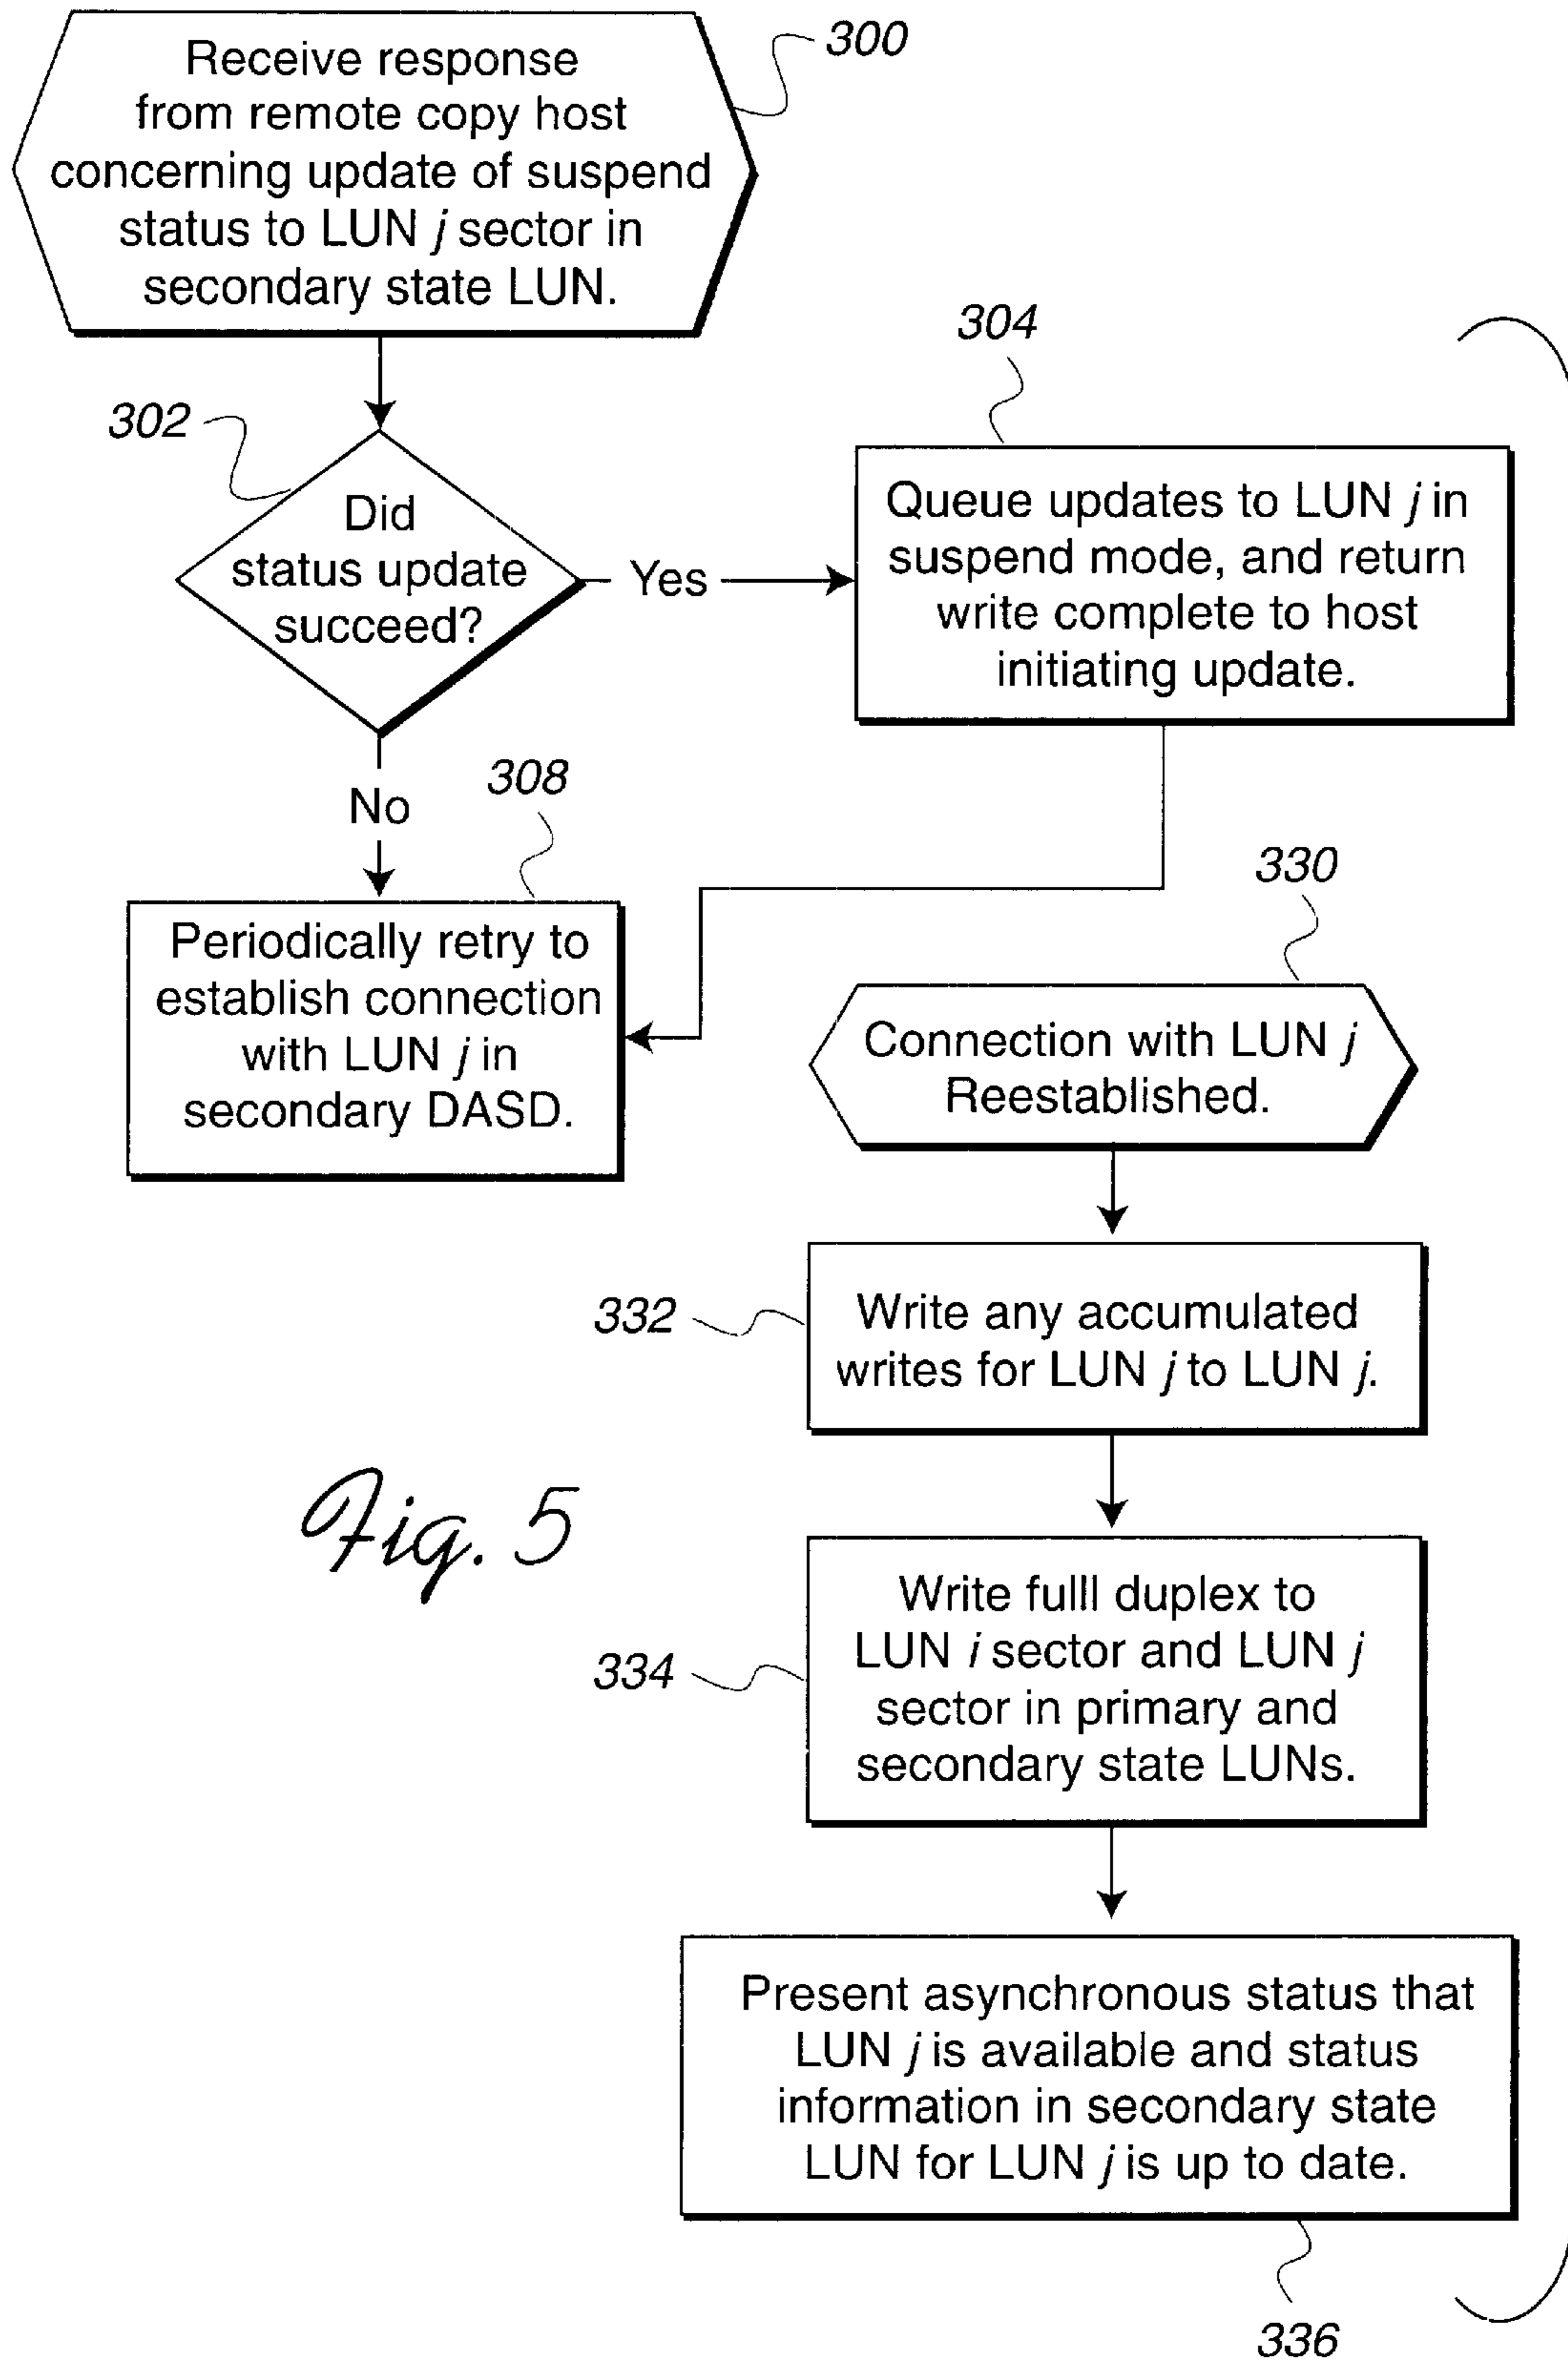 300
Receive response
from remote copy host
concerning update of suspend
status to LUN j sector in
secondary state LUN.
302
Did
status update
succeed?
Yes
304
Queue updates to LUN j in
suspend mode, and return
write complete to host
initiating update.
No
308
Periodically retry to
establish connection
with LUN j in
secondary DASD.
330
Connection with LUN j
Reestablished.
332
Write any accumulated
writes for LUN j to LUN j.
Fig. 5
334
Write fulll duplex to
LUN i sector and LUN j
sector in primary and
secondary state LUNs.
Present asynchronous status that
LUN j is available and status
information in secondary state
LUN for LUN j is up to date.
336